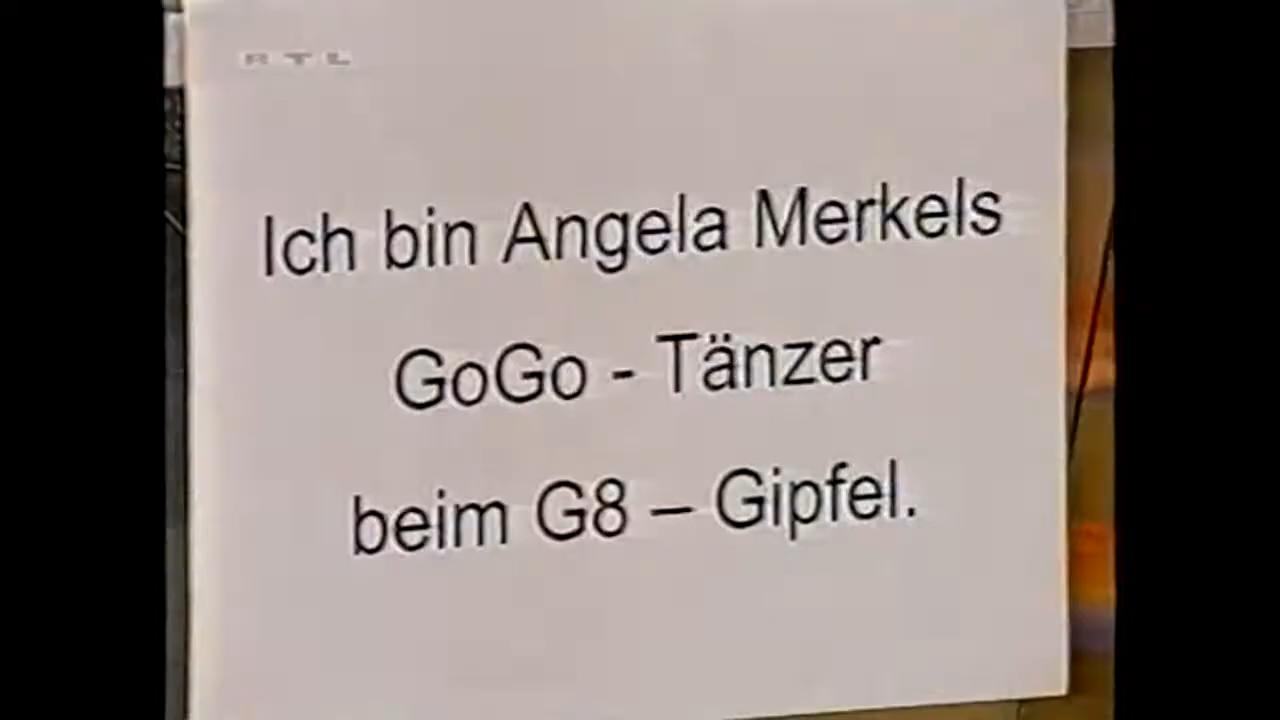 RTL
Ich bin Angela Merkels
GoGo - Tänzer
beim G8 – Gipfel.